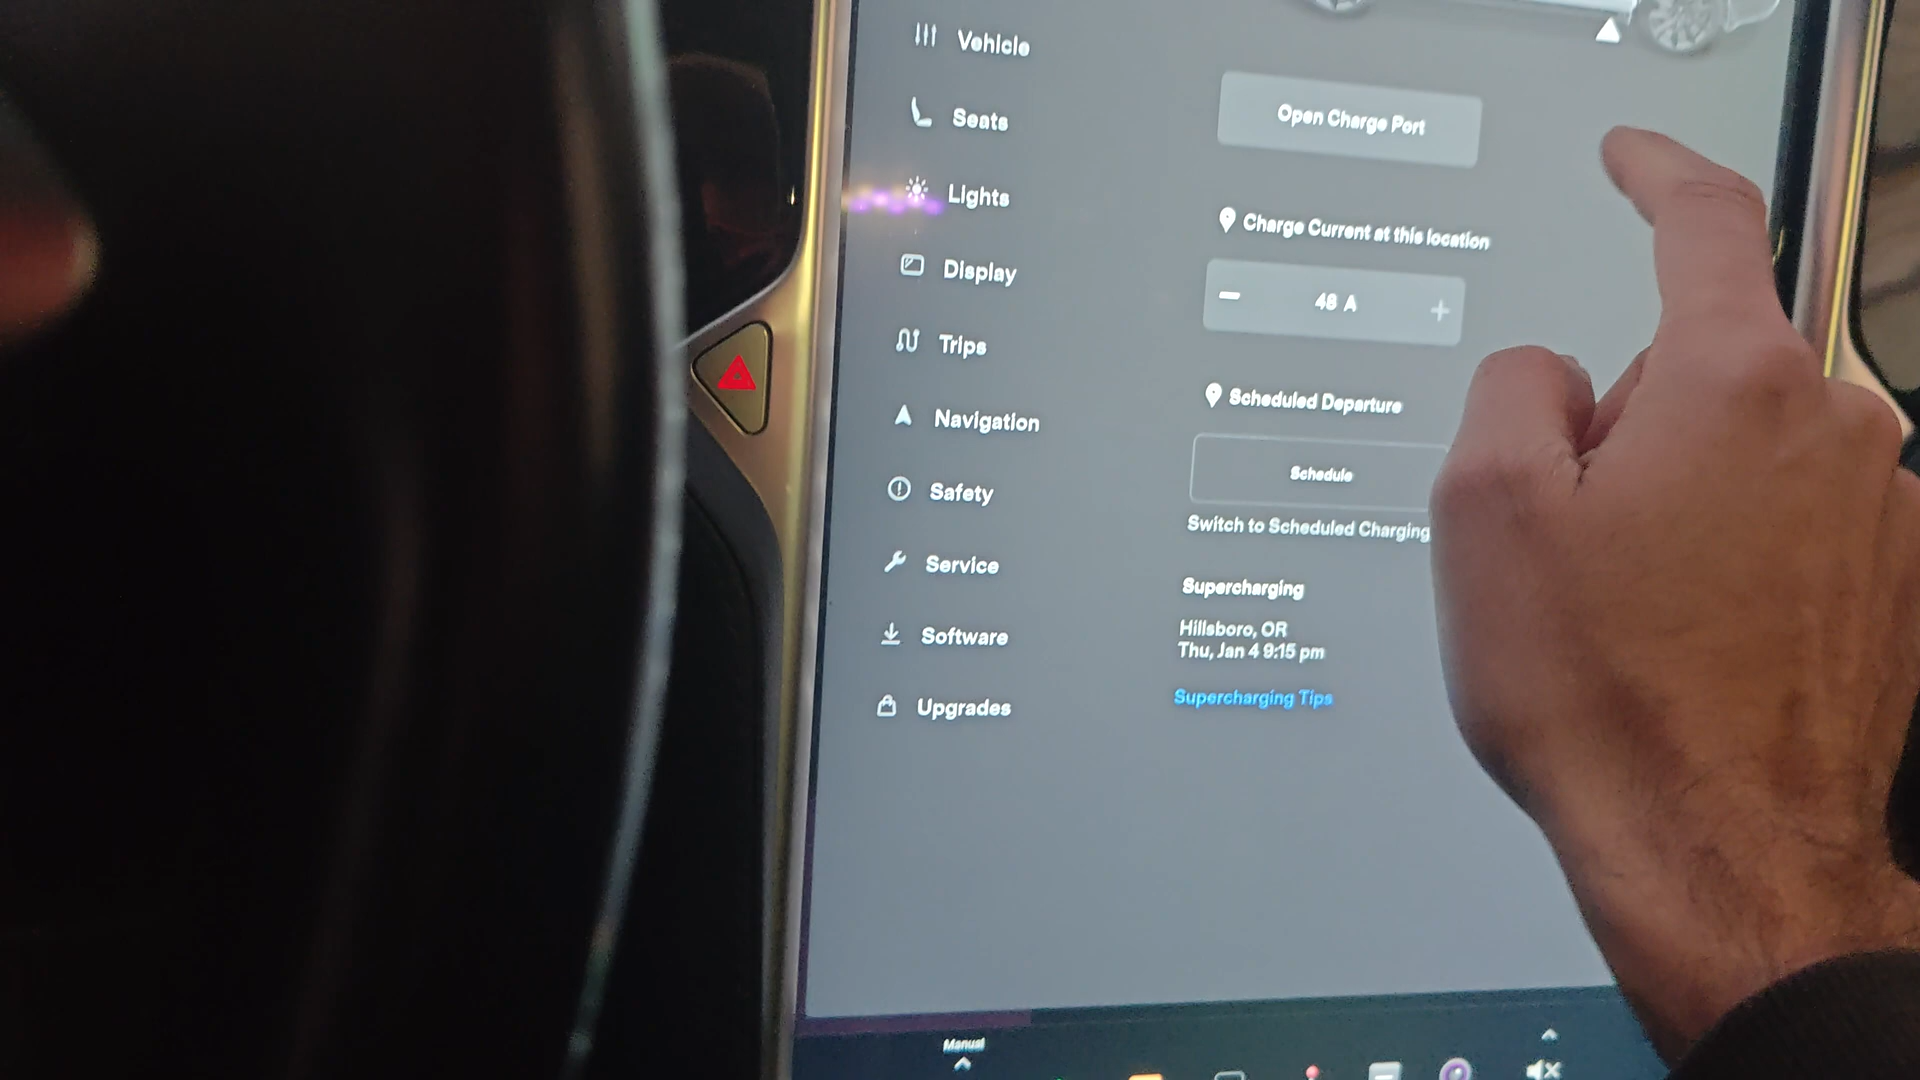 Vehicle
Seats
Lights
Display
Trips
Navigation
Safety
Service
Software
Upgrades
Open Charge Port
Charge Current at this location
48 A
Scheduled Departure
Schedule
Switch to Scheduled Charging
Supercharging
Hillsboro, OR
Thu, Jan 4 9:15 pm
Supercharging Tips
Manual